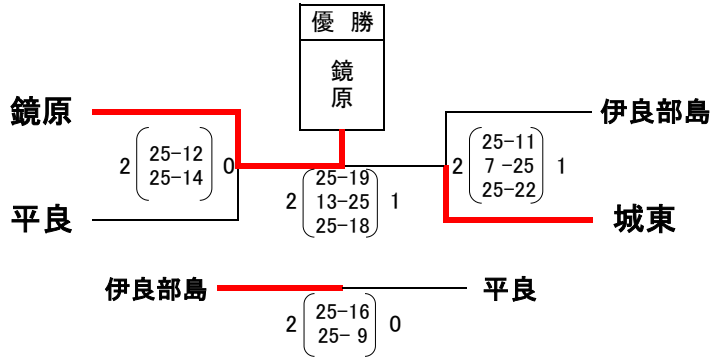 優 勝
鏡
原
鏡原
伊良部島
2 25-12 0
25-14
2 25-11 1
7 -25
25-22
2 25-19 1
13-25
25-18
平良
城東
伊良部島
平良
2 25-16 0
25- 9